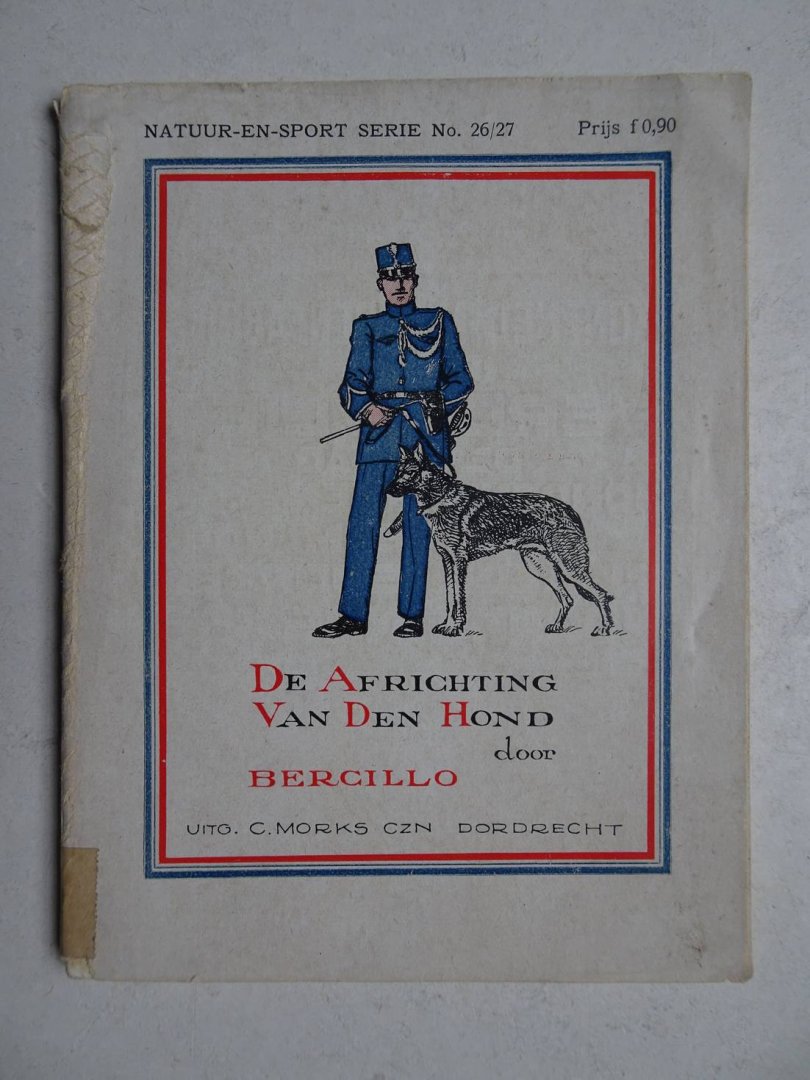 NATUUR-EN-SPORT SERIE No. 26/27 Prijs f 0,90
DE AFRICHTING
VAN DEN HOND
door
BERCILLO
UITG. C. MORKS CZN DORDRECHT